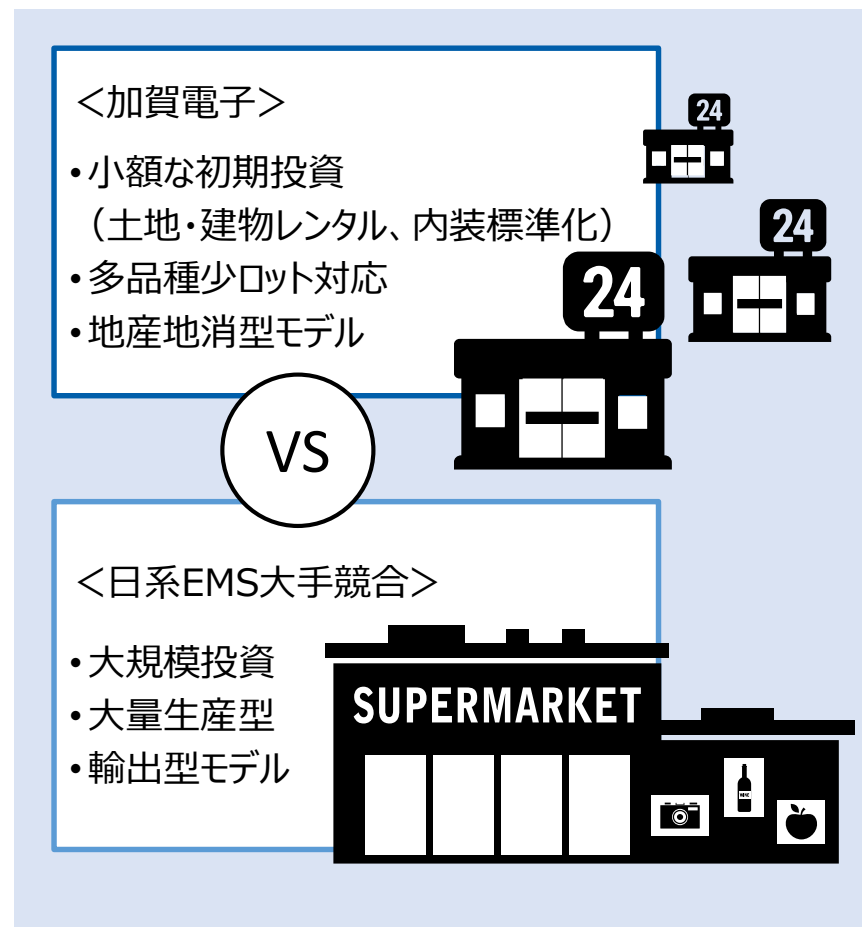 ＜加賀電子＞
•小額な初期投資
（土地・建物レンタル、内装標準化）
•多品種少ロット対応
•地産地消型モデル
24
24
24
VS
＜日系EMS大手競合＞
•大規模投資
•大量生産型
•輸出型モデル
SUPERMARKET
WINE